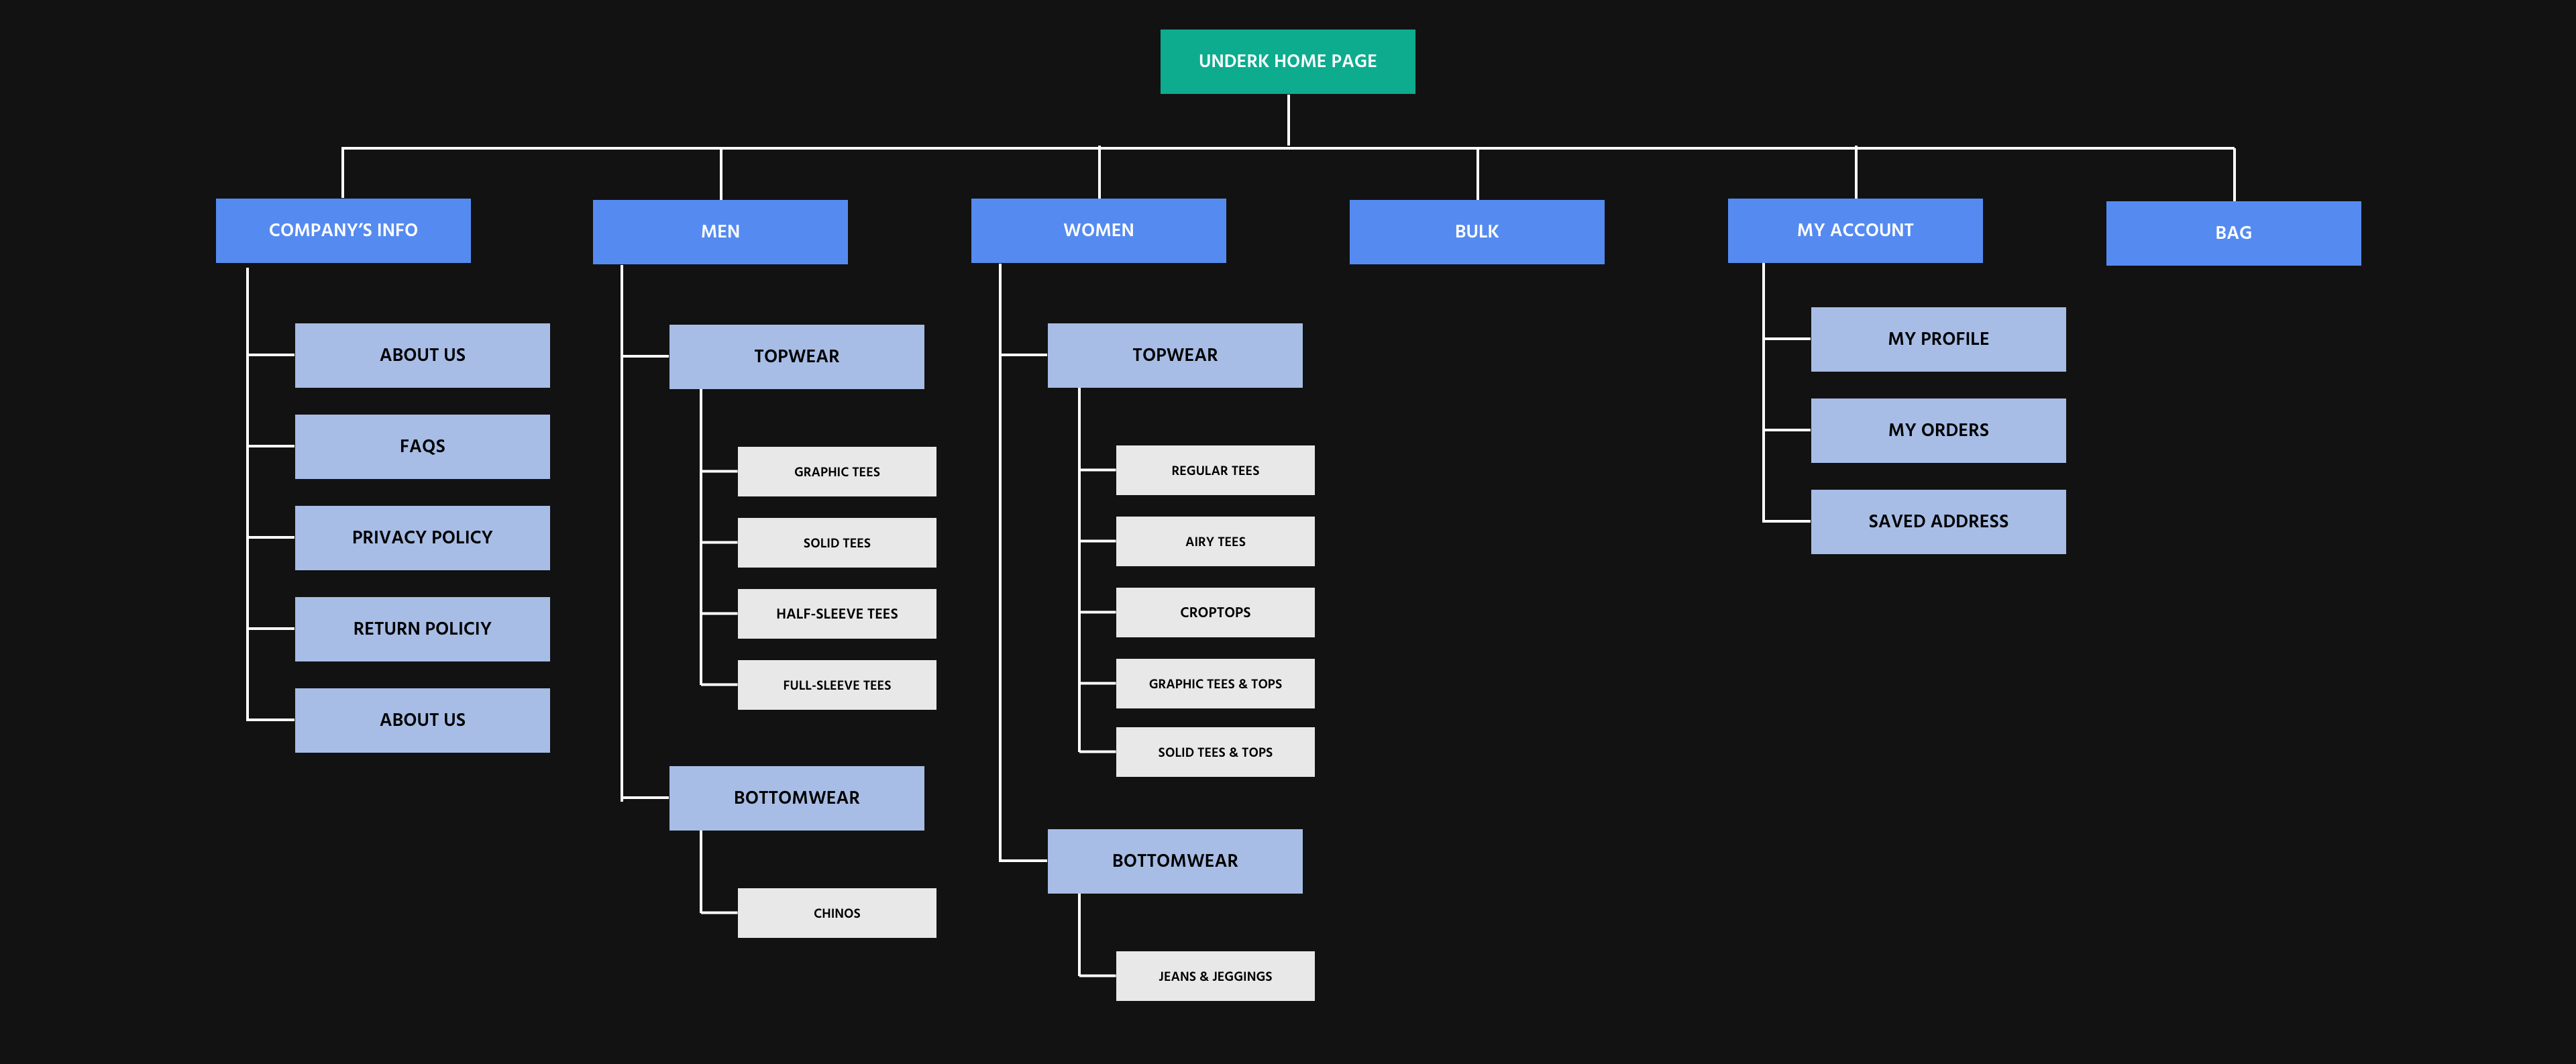 UNDERK HOME PAGE
COMPANY’S INFO
MEN
WOMEN
BULK
MY ACCOUNT
BAG
ABOUT US
FAQS
PRIVACY POLICY
RETURN POLICIY
ABOUT US
TOPWEAR
GRAPHIC TEES
SOLID TEES
HALF-SLEEVE TEES
FULL-SLEEVE TEES
BOTTOMWEAR
CHINOS
TOPWEAR
REGULAR TEES
AIRY TEES
CROPTOPS
GRAPHIC TEES & TOPS
SOLID TEES & TOPS
BOTTOMWEAR
JEANS & JEGGINGS
MY PROFILE
MY ORDERS
SAVED ADDRESS